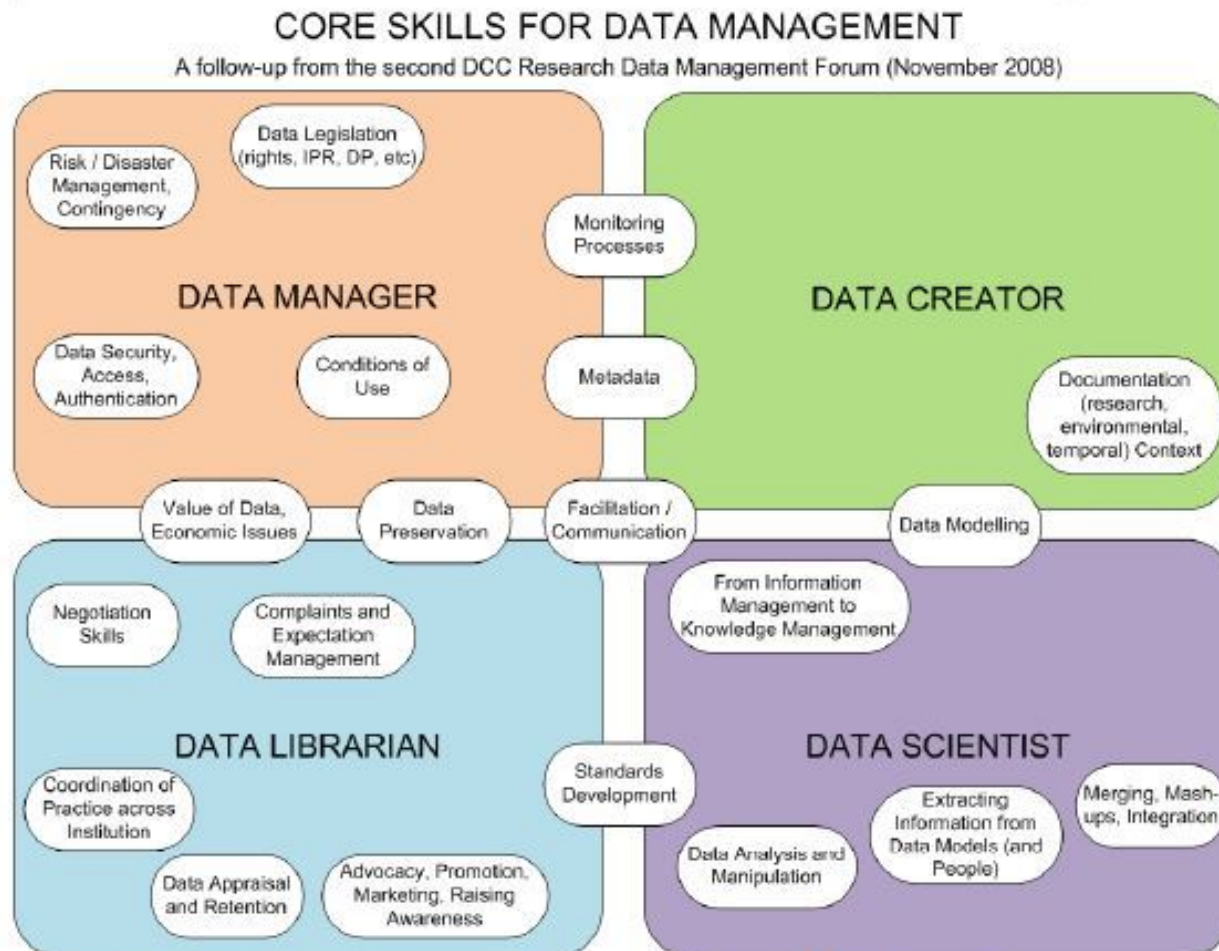 CORE SKILLS FOR DATA MANAGEMENT
A follow-up from the second DCC Research Data Management Forum (November 2008)
Data Legislation
(rights, IPR, DP, etc)
Risk / Disaster
Management,
Contingency
Monitoring
Processes
DATA MANAGER
DATA CREATOR
Data Security,
Access,
Authentication
Conditions of
Use
Metadata
Documentation
(research,
environmental,
temporal) Context
Value of Data,
Economic Issues
Data
Preservation
Facilitation /
Communication
Data Modelling
Negotiation
Skills
Complaints and
Expectation
Management
From Information
Management to
Knowledge Management
DATA LIBRARIAN
DATA SCIENTIST
Coordination of
Practice across
Institution
Standards
Development
Extracting
Information from
Data Models (and
People)
Merging, Mash-
ups, Integration
Data Analysis and
Manipulation
Data Appraisal
and Retention
Advocacy, Promotion,
Marketing, Raising
Awareness